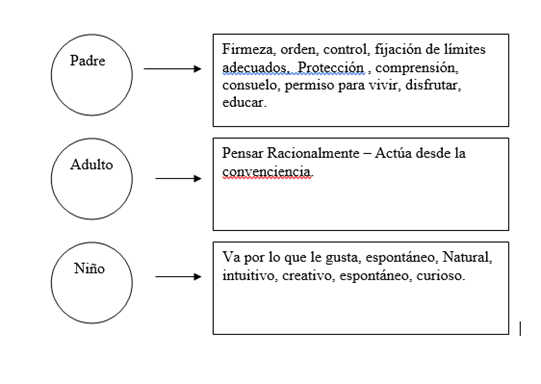 Padre
Firmeza, orden, control, fijación de límites
adecuados, Protección , comprensión,
consuelo, permiso para vivir, disfrutar,
educar.
Adulto
Pensar Racionalmente – Actúa desde la
convenciencia.
Niño
Va por lo que le gusta, espontáneo, Natural,
intuitivo, creativo, espontáneo, curioso.